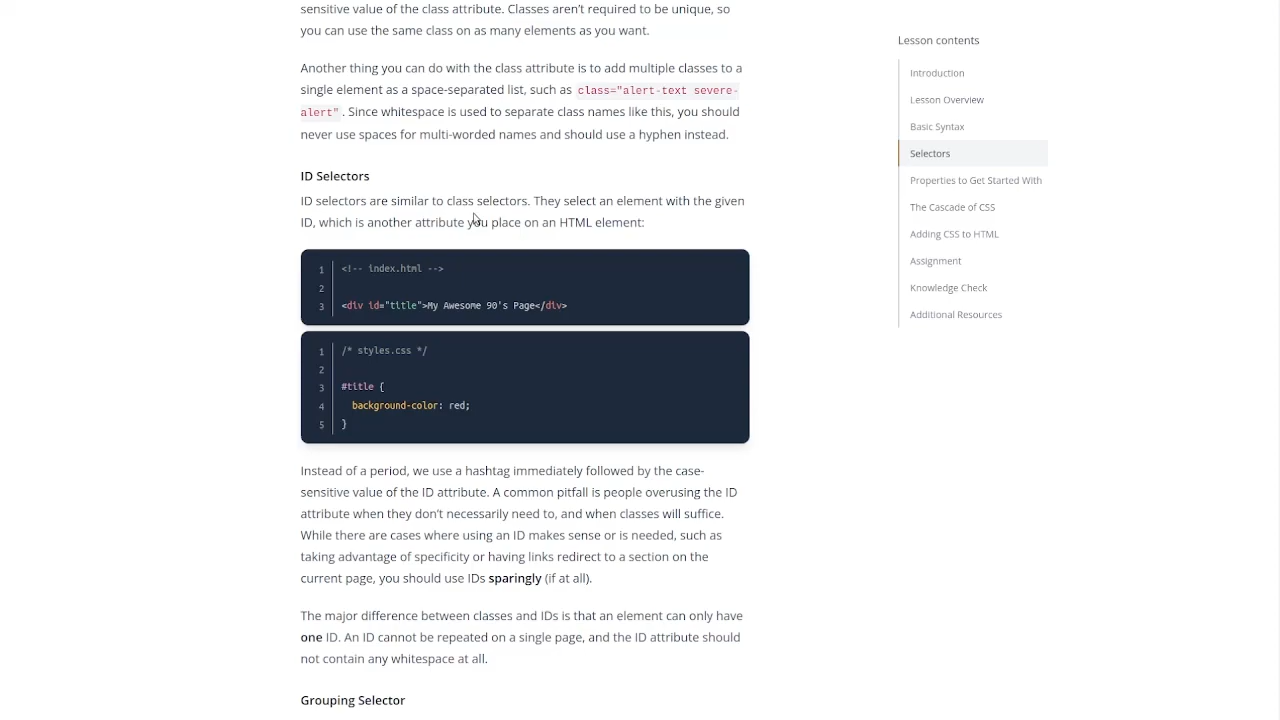 sensitive value of the class attribute. Classes aren't required to be unique, so
you can use the same class on as many elements as you want.
Another thing you can do with the class attribute is to add multiple classes to a
single element as a space-separated list, such as class="alert-text severe-
alert". Since whitespace is used to separate class names like this, you should
never use spaces for multi-worded names and should use a hyphen instead.
ID Selectors
ID selectors are similar to class selectors. They select an element with the given
ID, which is another attribute you place on an HTML element:
1 <!-- index.html -->
2
3 <div id="title">My Awesome 90's Page</div>
1 /* styles.css */
2
3 #title {
4 background-color: red;
5 }
Instead of a period, we use a hashtag immediately followed by the case-
sensitive value of the ID attribute. A common pitfall is people overusing the ID
attribute when they don't necessarily need to, and when classes will suffice.
While there are cases where using an ID makes sense or is needed, such as
taking advantage of specificity or having links redirect to a section on the
current page, you should use IDs sparingly (if at all).
The major difference between classes and IDs is that an element can only have
one ID. An ID cannot be repeated on a single page, and the ID attribute should
not contain any whitespace at all.
Grouping Selector
Lesson contents
Introduction
Lesson Overview
Basic Syntax
Selectors
Properties to Get Started With
The Cascade of CSS
Adding CSS to HTML
Assignment
Knowledge Check
Additional Resources